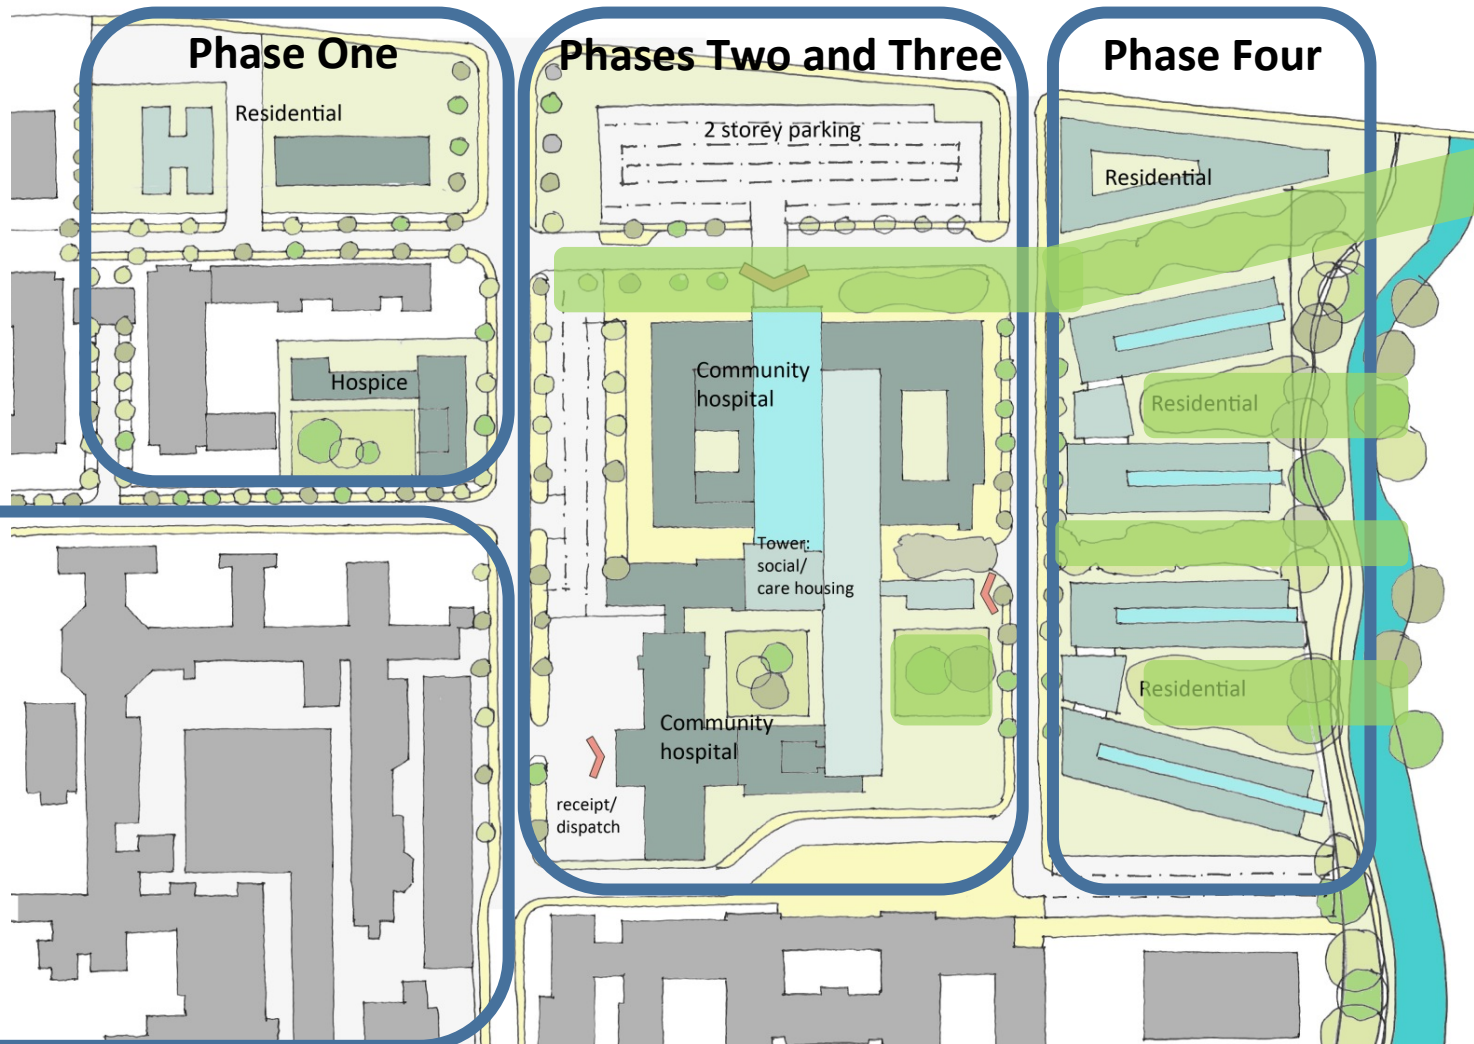 Phase One
Phases Two and Three
Phase Four
Residential
2 storey parking
Residential
Hospice
Community
hospital
Residential
Tower:
social/
care housing
Residential
Community
hospital
receipt/
dispatch